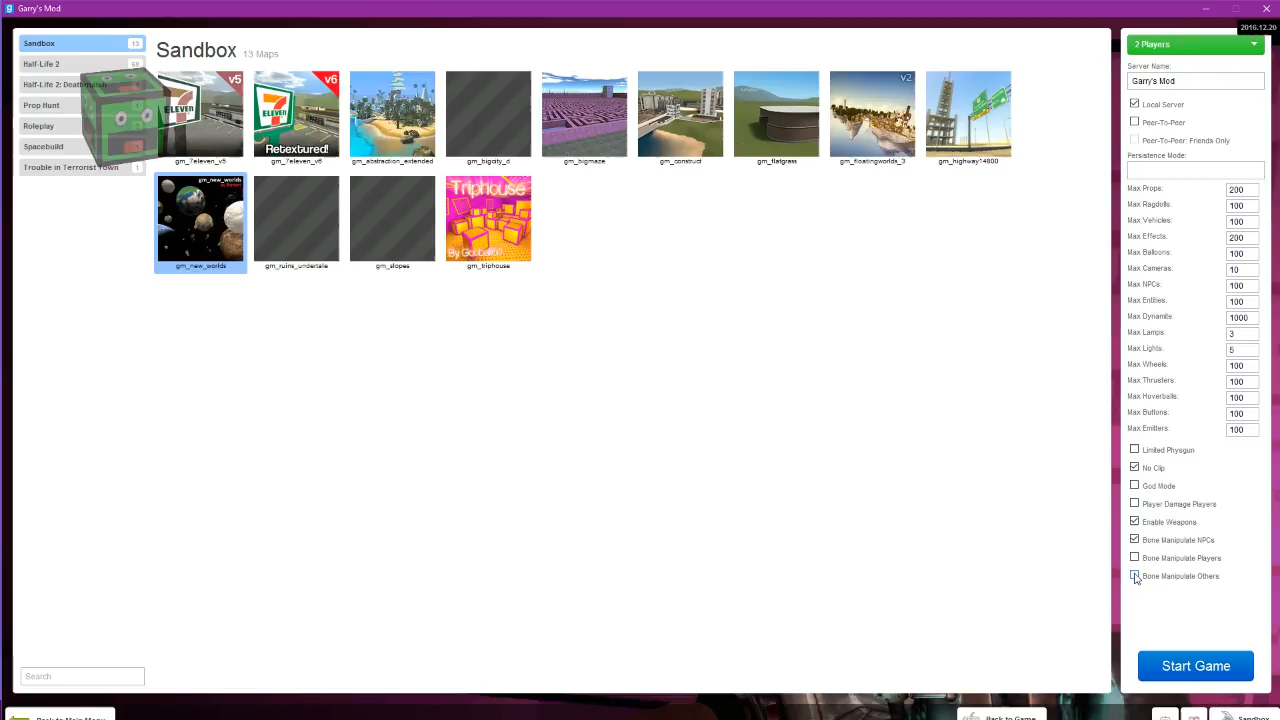 Garry's Mod
2016.12.20
Sandbox 13
Half-Life 2 68
Half-Life 2: Deathmatch
Prop Hunt
Roleplay
Spacebuild
Trouble in Terrorist Town 1
Sandbox 13 Maps
v5
ELEVEN
gm_7eleven_v5
v6
ELEVEN
Retextured!
gm_7eleven_v6
gm_abstraction_extended
gm_bigcity_d
gm_bigmaze
gm_construct
gm_flatgrass
v2
gm_floatingworlds_3
gm_highway14800
gm_new_worlds
gm_new_worlds
gm_ruins_undertale
gm_slopes
Triphouse
gm_triphouse
Search
2 Players
Server Name:
Garry's Mod
Local Server
Peer-To-Peer
Peer-To-Peer: Friends Only
Persistence Mode:
Max Props: 200
Max Ragdolls: 100
Max Vehicles: 100
Max Effects: 200
Max Balloons: 100
Max Cameras: 10
Max NPCs: 100
Max Entities: 100
Max Dynamite: 1000
Max Lamps: 3
Max Lights: 5
Max Wheels: 100
Max Thrusters: 100
Max Hoverballs: 100
Max Buttons: 100
Max Emitters: 100
Limited Physgun
No Clip
God Mode
Player Damage Players
Enable Weapons
Bone Manipulate NPCs
Bone Manipulate Players
Bone Manipulate Others
Start Game
Back to Main Menu
Back to Game
Sandbox